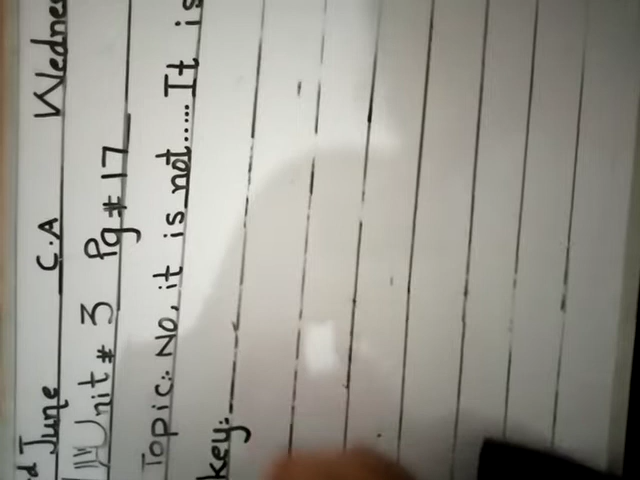 d June C.A Wednes
Unit # 3 Pg # 17
Topic:- No, it is not..... It is
key:-